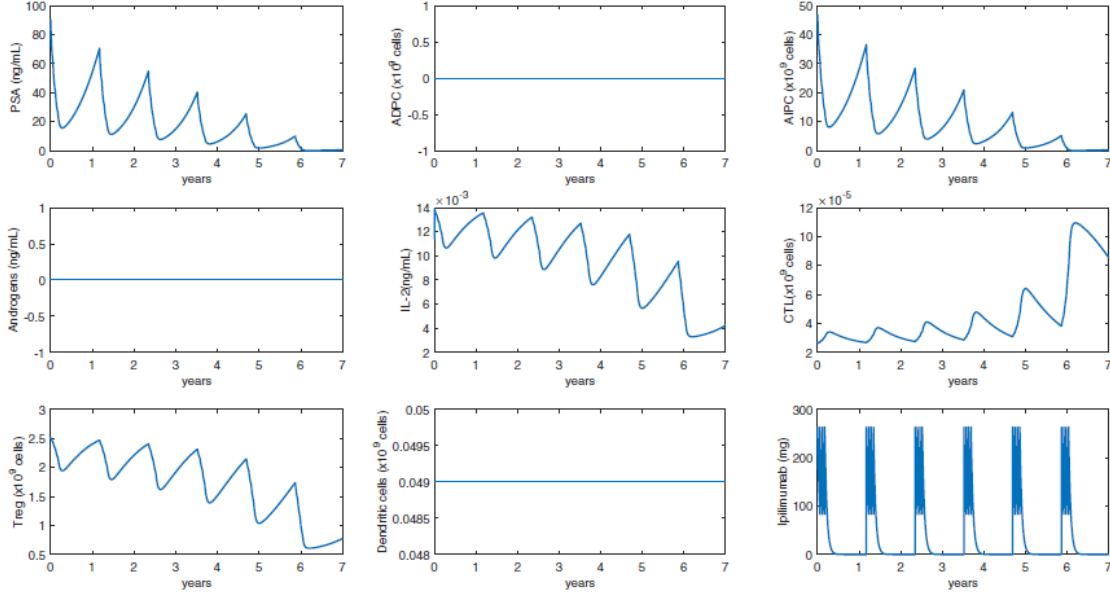 PSA (ng/mL)
100
80
60
40
20
0
0 1 2 3 4 5 6 7
years
ADPC (x10^9 cells)
1
0.5
0
-0.5
-1
0 1 2 3 4 5 6 7
years
AIPC (x10^9 cells)
50
40
30
20
10
0
0 1 2 3 4 5 6 7
years
Androgens (ng/mL)
1
0.5
0
-0.5
-1
0 1 2 3 4 5 6 7
years
IL-2(ng/mL)
×10^-3
14
12
10
8
6
4
2
0 1 2 3 4 5 6 7
years
CTL(x10^9 cells)
×10^-5
12
10
8
6
4
2
0 1 2 3 4 5 6 7
years
Treg (x10^9 cells)
3
2.5
2
1.5
1
0.5
0 1 2 3 4 5 6 7
years
Dendritic cells (x10^9 cells)
0.05
0.0495
0.049
0.0485
0.048
0 1 2 3 4 5 6 7
years
Ipilimumab (mg)
300
200
100
0
0 1 2 3 4 5 6 7
years